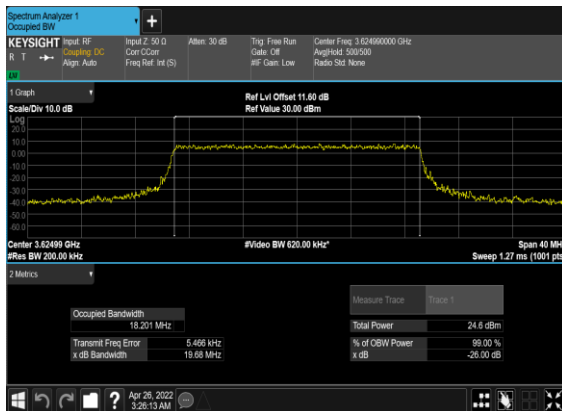 Spectrum Analyzer 1
Occupied BW
KEYSIGHT
R T
Input: RF
Coupling: DC
Align: Auto
Input Z: 50 Ω
Corr CCorr
Freq Ref: Int (S)
Atten: 30 dB
Trig: Free Run
Gate: Off
#IF Gain: Low
Center Freq: 3.624990000 GHz
Avg|Hold: 500/500
Radio Std: None
1 Graph
Scale/Div 10.0 dB
Ref Lvl Offset 11.60 dB
Ref Value 30.00 dBm
Log
20.0
10.0
0.00
-10.0
-20.0
-30.0
-40.0
-50.0
-60.0
Center 3.62499 GHz
#Res BW 200.00 kHz
#Video BW 620.00 kHz*
Span 40 MH
Sweep 1.27 ms (1001 pts
2 Metrics
Measure Trace Trace 1
Occupied Bandwidth
18.201 MHz
Total Power 24.6 dBm
Transmit Freq Error 5.466 kHz
% of OBW Power 99.00 %
x dB Bandwidth 19.68 MHz
x dB -26.00 dB
Apr 26, 2022
3:26:13 AM